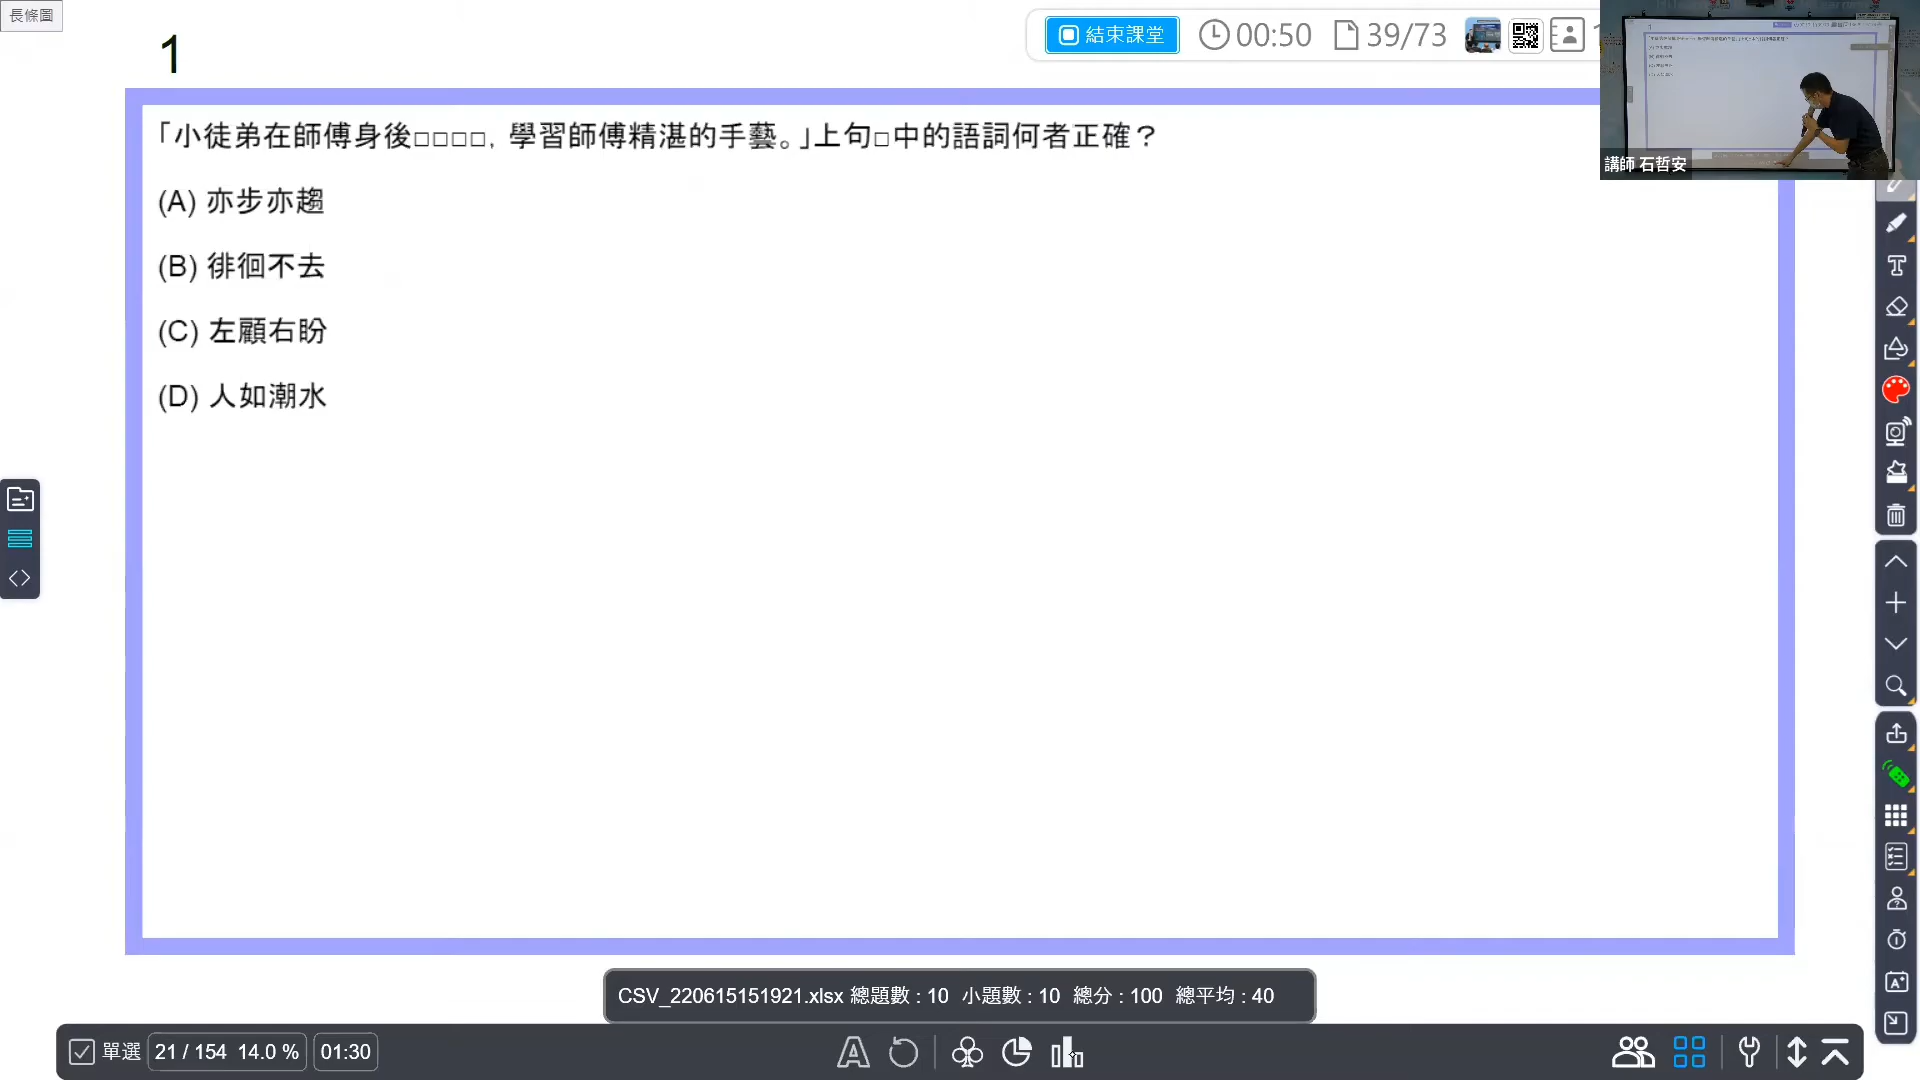 長條圖
1
結束課堂
00:50
39/73
講師 石哲安
「小徒弟在師傅身後□□□□,學習師傅精湛的手藝。」上句□中的語詞何者正確?
(A) 亦步亦趨
(B) 徘徊不去
(C) 左顧右盼
(D) 人如潮水
CSV_220615151921.xlsx 總題數 : 10 小題數 : 10 總分 : 100 總平均 : 40
單選 21 / 154 14.0 % 01:30